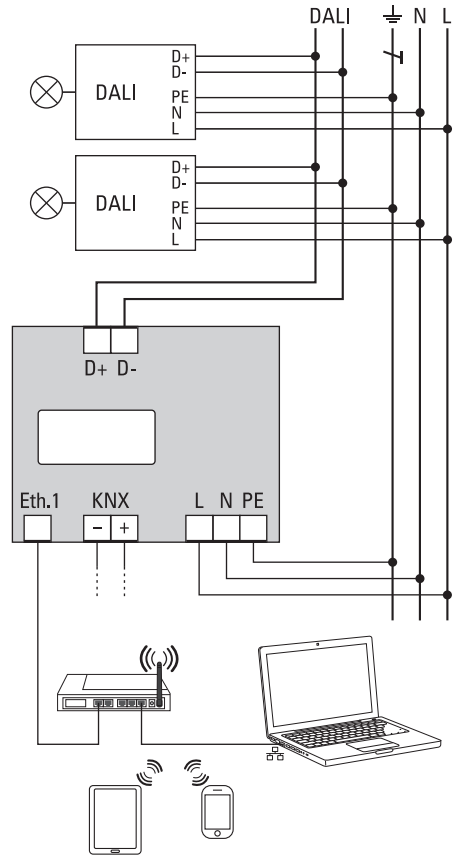 DALI N L
D+
D-
DALI
PE
N
L
D+
D-
DALI
PE
N
L
D+ D-
Eth.1 KNX L N PE
− +